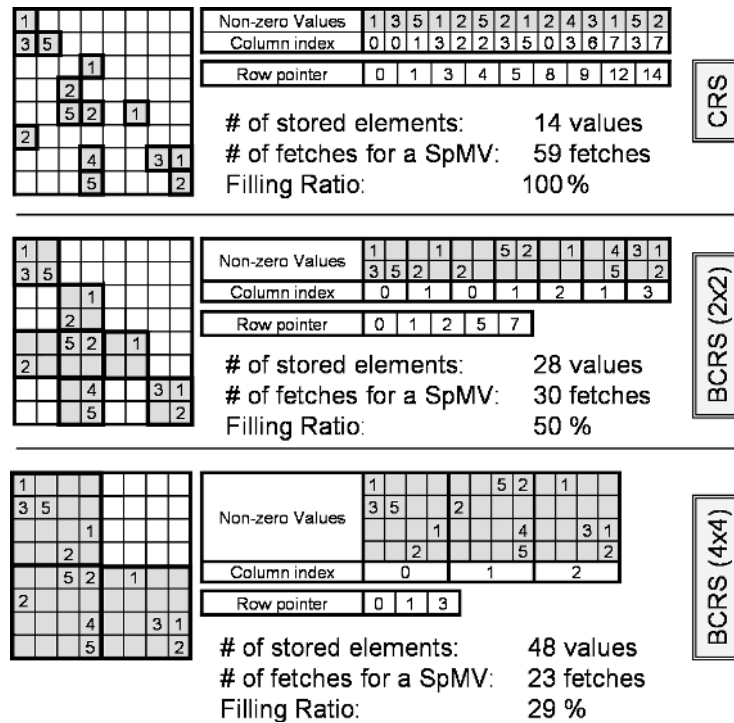 1
3 5
1
2
5 2 1
2
4 3 1
5 2
Non-zero Values 1 3 5 1 2 5 2 1 2 4 3 1 5 2
Column index 0 0 1 3 2 2 3 5 0 3 6 7 3 7
Row pointer 0 1 3 4 5 8 9 12 14
# of stored elements: 14 values
# of fetches for a SpMV: 59 fetches
Filling Ratio: 100 %
CRS
1
3 5
1
2
5 2 1
2
4 3 1
5 2
Non-zero Values
1 1 5 2 1 4 3 1
3 5 2 2 5 2
Column index 0 1 0 1 2 1 3
Row pointer 0 1 2 5 7
# of stored elements: 28 values
# of fetches for a SpMV: 30 fetches
Filling Ratio: 50 %
BCRS (2x2)
1
3 5
1
2
5 2 1
2
4 3 1
5 2
Non-zero Values
1 5 2 1
3 5 2
1 4 3 1
2 5 2
Column index 0 1 2
Row pointer 0 1 3
# of stored elements: 48 values
# of fetches for a SpMV: 23 fetches
Filling Ratio: 29 %
BCRS (4x4)